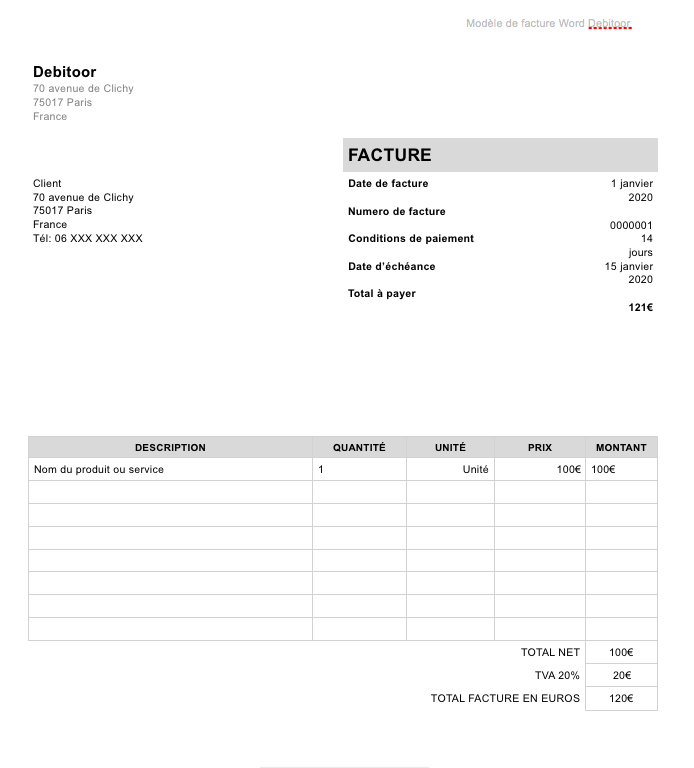 Modèle de facture Word Debitoor
Debitoor
70 avenue de Clichy
75017 Paris
France
FACTURE
Client
70 avenue de Clichy
75017 Paris
France
Tél: 06 XXX XXX XXX
Date de facture 1 janvier
2020
Numero de facture
0000001
Conditions de paiement 14
jours
Date d'échéance 15 janvier
2020
Total à payer
121€
DESCRIPTION QUANTITÉ UNITÉ PRIX MONTANT
Nom du produit ou service 1 Unité 100€ 100€
TOTAL NET 100€
TVA 20% 20€
TOTAL FACTURE EN EUROS 120€